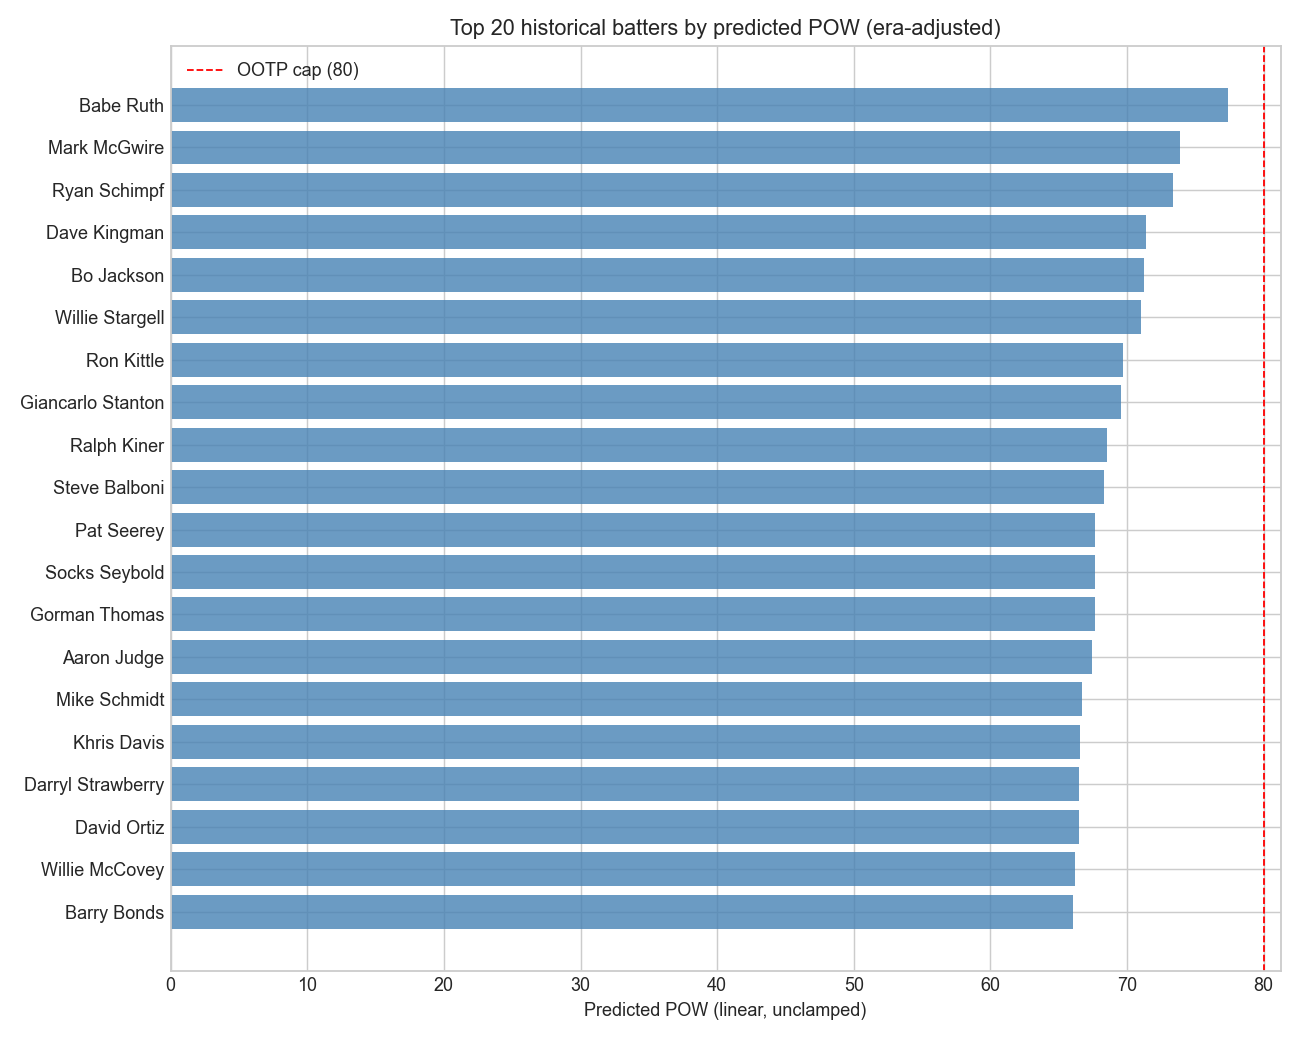 Top 20 historical batters by predicted POW (era-adjusted)
OOTP cap (80)
Babe Ruth
Mark McGwire
Ryan Schimpf
Dave Kingman
Bo Jackson
Willie Stargell
Ron Kittle
Giancarlo Stanton
Ralph Kiner
Steve Balboni
Pat Seerey
Socks Seybold
Gorman Thomas
Aaron Judge
Mike Schmidt
Khris Davis
Darryl Strawberry
David Ortiz
Willie McCovey
Barry Bonds
0 10 20 30 40 50 60 70 80
Predicted POW (linear, unclamped)